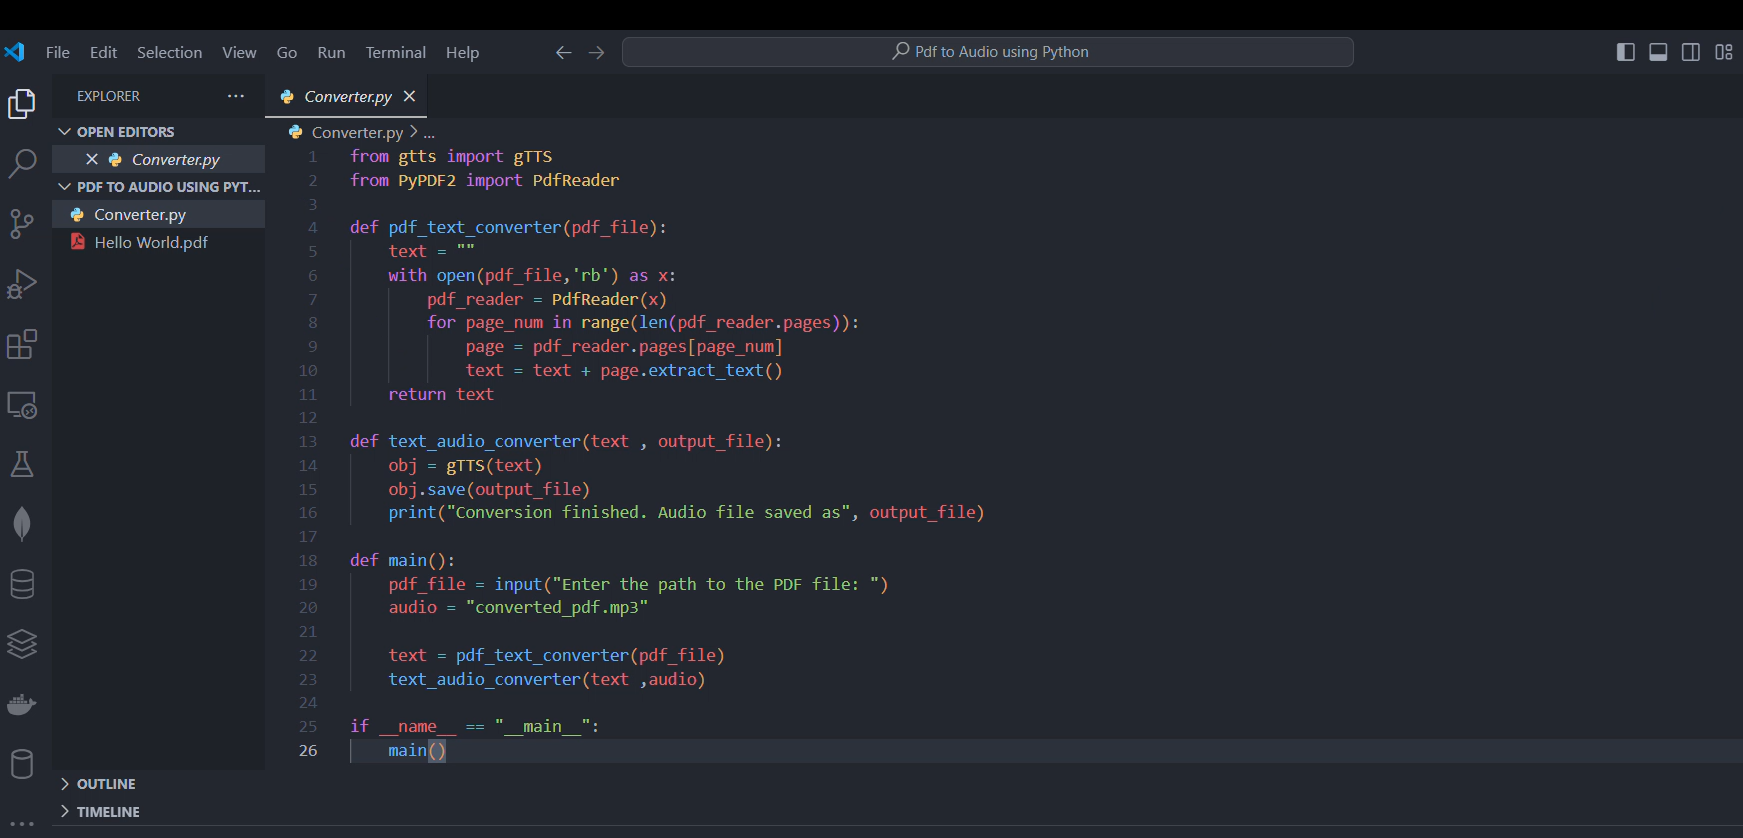 File Edit Selection View Go Run Terminal Help
Pdf to Audio using Python
EXPLORER
OPEN EDITORS
Converter.py
PDF TO AUDIO USING PYT...
Converter.py
Hello World.pdf
OUTLINE
TIMELINE
Converter.py
Converter.py > ...
1 from gtts import gTTS
2 from PyPDF2 import PdfReader
3
4 def pdf_text_converter(pdf_file):
5     text = ""
6     with open(pdf_file,'rb') as x:
7         pdf_reader = PdfReader(x)
8         for page_num in range(len(pdf_reader.pages)):
9             page = pdf_reader.pages[page_num]
10             text = text + page.extract_text()
11     return text
12
13 def text_audio_converter(text , output_file):
14     obj = gTTS(text)
15     obj.save(output_file)
16     print("Conversion finished. Audio file saved as", output_file)
17
18 def main():
19     pdf_file = input("Enter the path to the PDF file: ")
20     audio = "converted_pdf.mp3"
21
22     text = pdf_text_converter(pdf_file)
23     text_audio_converter(text ,audio)
24
25 if __name__ == "__main__":
26     main()